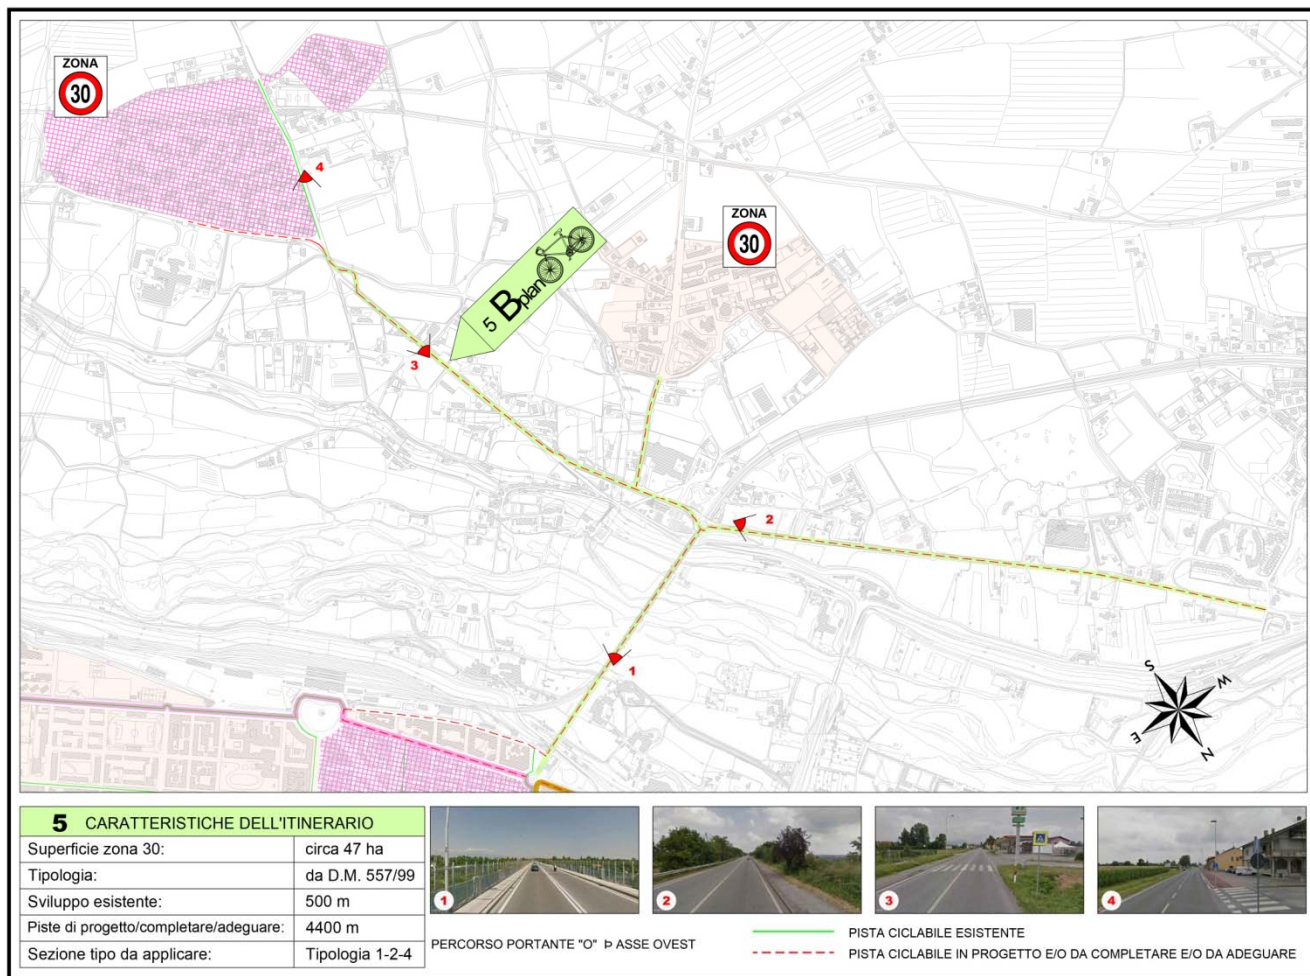 ZONA
30
4
ZONA
30
5 Bplan
3
2
1
S
W
E
N
5 CARATTERISTICHE DELL'ITINERARIO
Superficie zona 30: circa 47 ha
Tipologia: da D.M. 557/99
Sviluppo esistente: 500 m
Piste di progetto/completare/adeguare: 4400 m
Sezione tipo da applicare: Tipologia 1-2-4
1
2
3
4
PERCORSO PORTANTE "O" Þ ASSE OVEST
PISTA CICLABILE ESISTENTE
PISTA CICLABILE IN PROGETTO E/O DA COMPLETARE E/O DA ADEGUARE